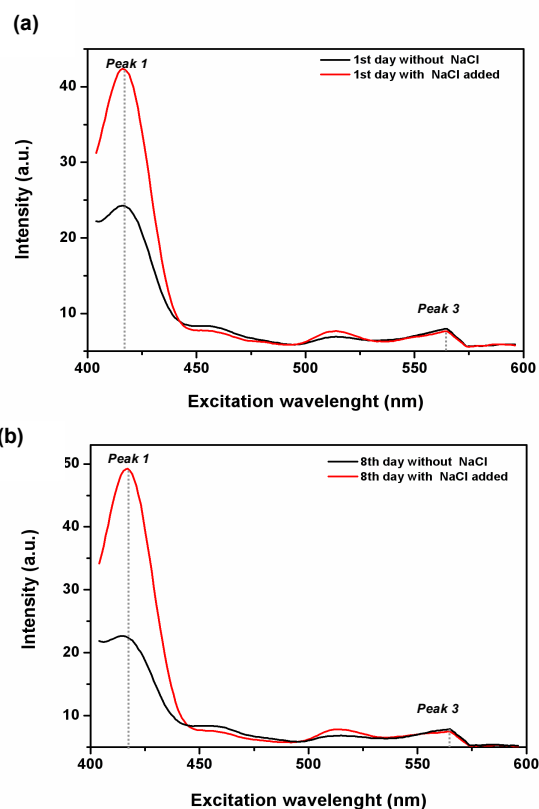 (a)
Peak 1
1st day without NaCl
1st day with NaCl added
Peak 3
40
30
20
10
Intensity (a.u.)
400 450 500 550 600
Excitation wavelenght (nm)
(b)
Peak 1
8th day without NaCl
8th day with NaCl added
Peak 3
50
40
30
20
10
Intensity (a.u.)
400 450 500 550 600
Excitation wavelenght (nm)